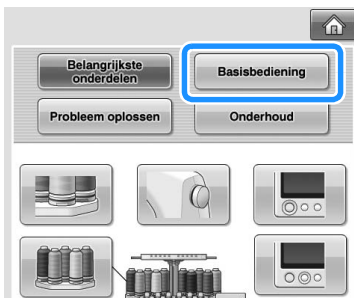 Belangrijkste
onderdelen
Basisbediening
Probleem oplossen
Onderhoud